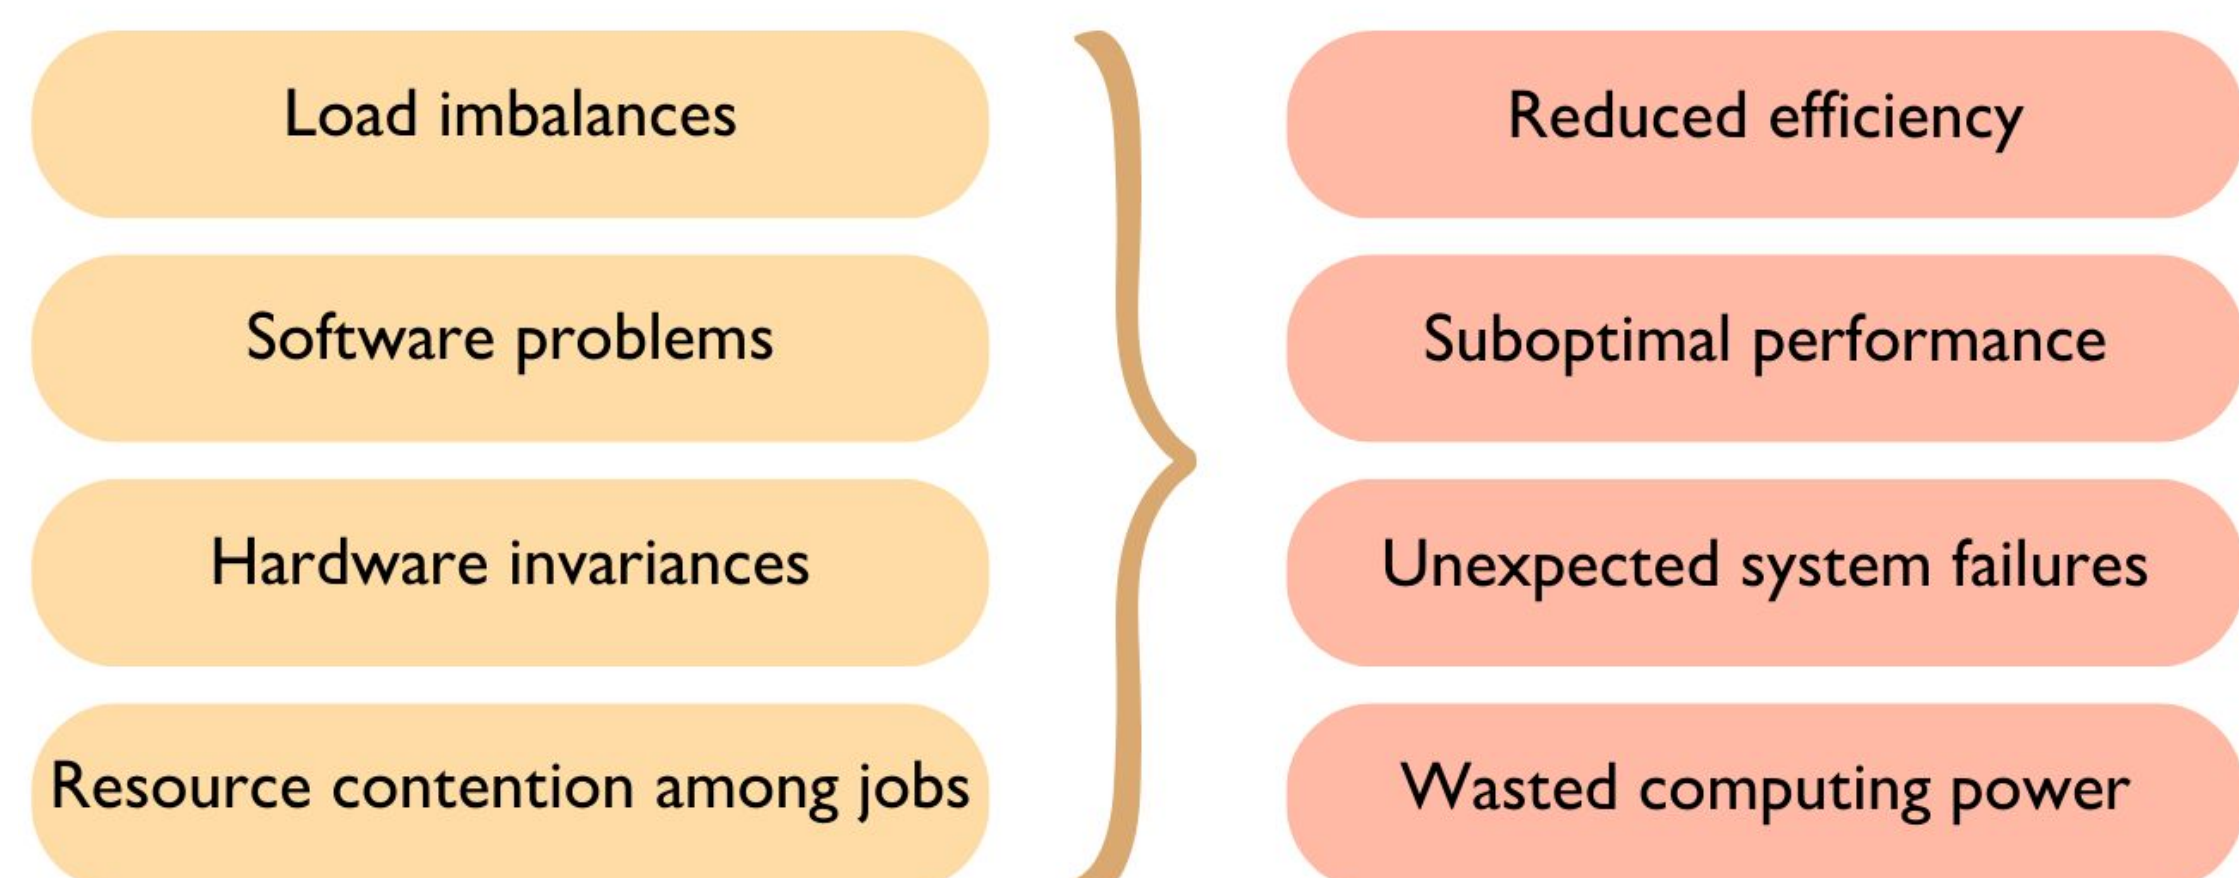 Load imbalances
Software problems
Hardware invariances
Resource contention among jobs
Reduced efficiency
Suboptimal performance
Unexpected system failures
Wasted computing power